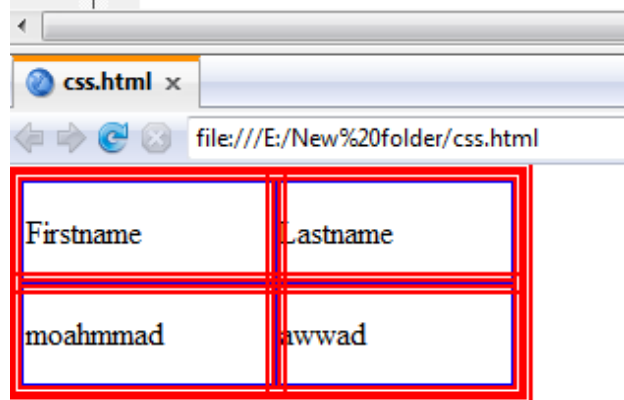 css.html x
file:///E:/New%20folder/css.html
Firstname Lastname
moahmmad awwad